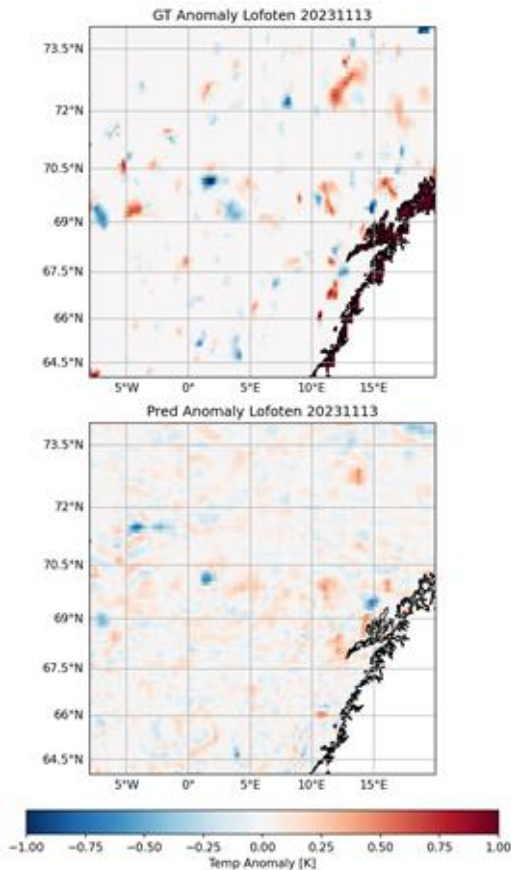 GT Anomaly Lofoten 20231113
73.5°N
72°N
70.5°N
69°N
67.5°N
66°N
64.5°N
5°W 0° 5°E 10°E 15°E
Pred Anomaly Lofoten 20231113
73.5°N
72°N
70.5°N
69°N
67.5°N
66°N
64.5°N
5°W 0° 5°E 10°E 15°E
−1.00 −0.75 −0.50 −0.25 0.00 0.25 0.50 0.75 1.00
Temp Anomaly [K]